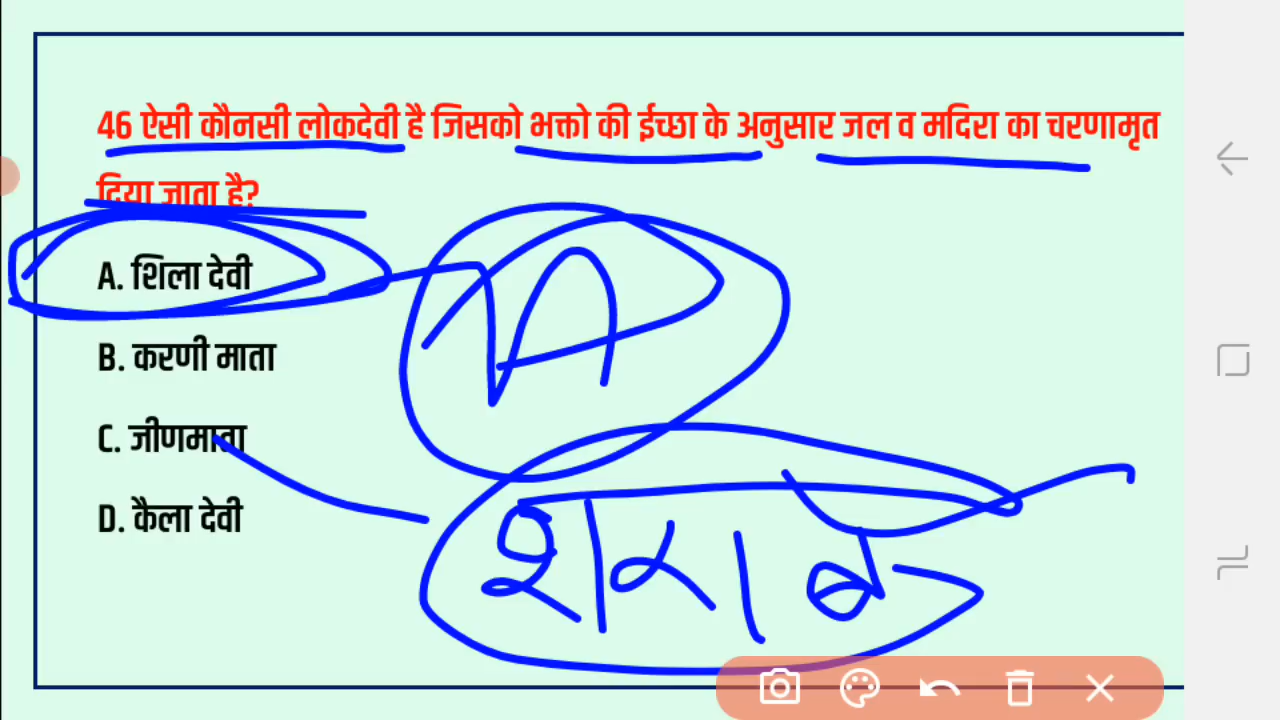 46 ऐसी कौनसी लोकदेवी है जिसको भक्तो की ईच्छा के अनुसार जल व मदिरा का चरणामृत
दिया जाता है?
A. शिला देवी
B. करणी माता
C. जीणमाता
D. कैला देवी